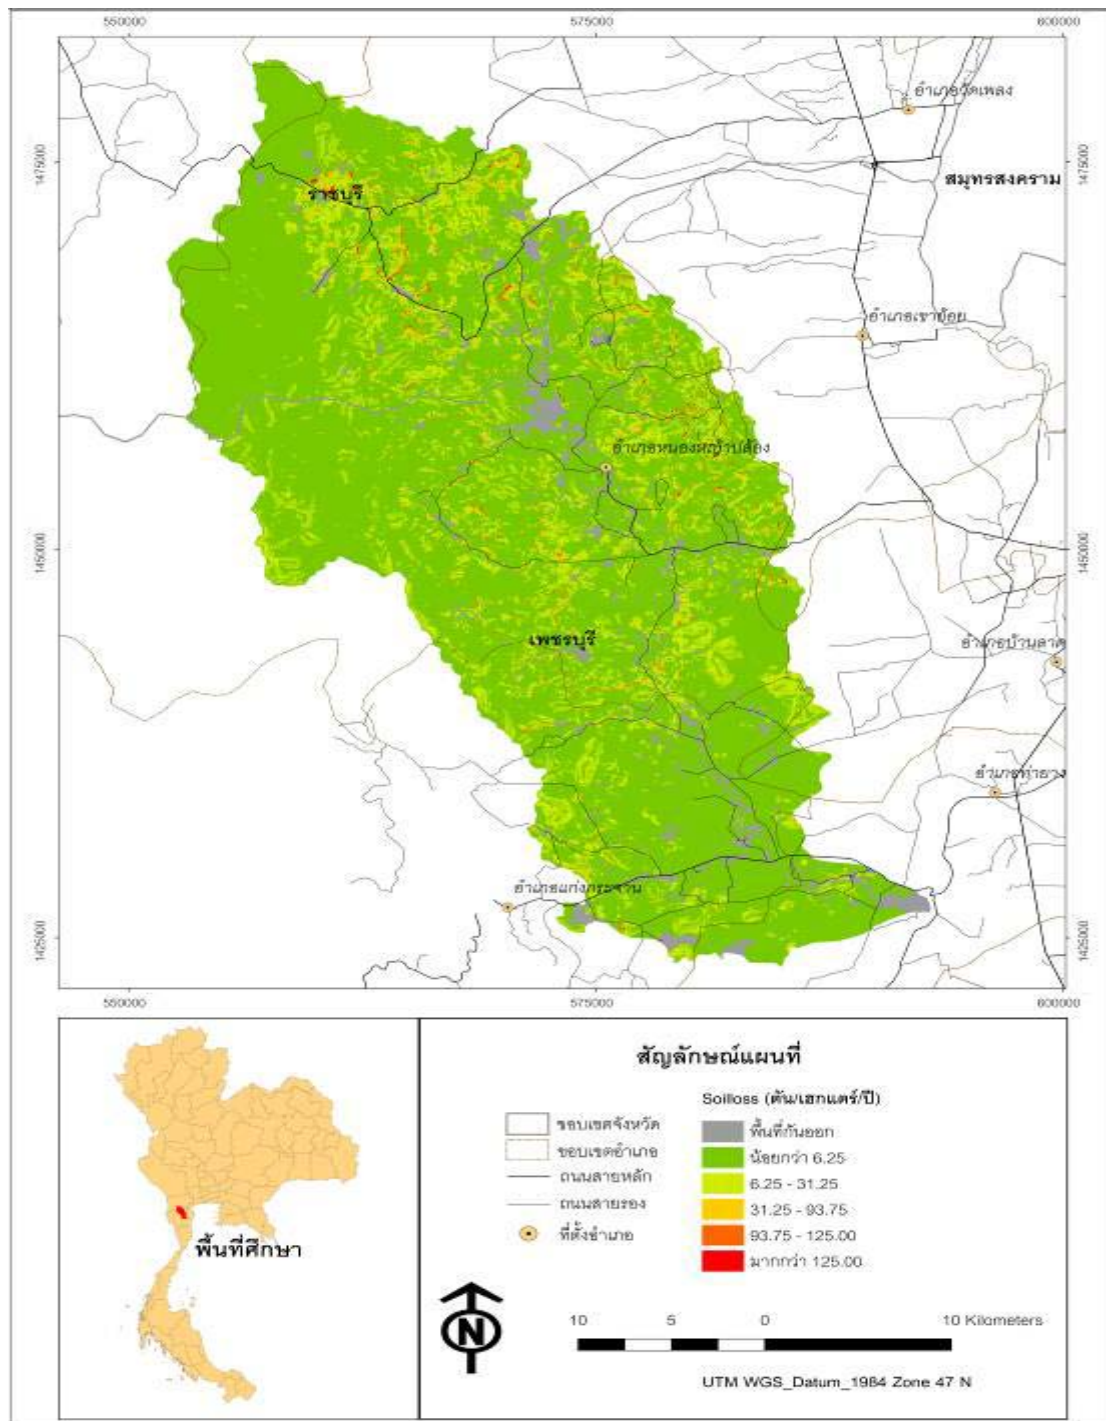 550000 575000 600000
อำเภอวัดเพลง
1475000 1475000
สมุทรสงคราม
ราชบุรี
อำเภอเขาย้อย
อำเภอหนองหญ้าปล้อง
1450000 1450000
เพชรบุรี
อำเภอบ้านลาด
อำเภอท่ายาง
อำเภอแก่งกระจาน
1425000 1425000
550000 575000 600000
พื้นที่ศึกษา
สัญลักษณ์แผนที่
ขอบเขตจังหวัด
ขอบเขตอำเภอ
ถนนสายหลัก
ถนนสายรอง
ที่ตั้งอำเภอ
Soilloss (ตัน/เฮกแตร์/ปี)
พื้นที่กันออก
น้อยกว่า 6.25
6.25 - 31.25
31.25 - 93.75
93.75 - 125.00
มากกว่า 125.00
N
10 5 0 10 Kilometers
UTM WGS_Datum_1984 Zone 47 N